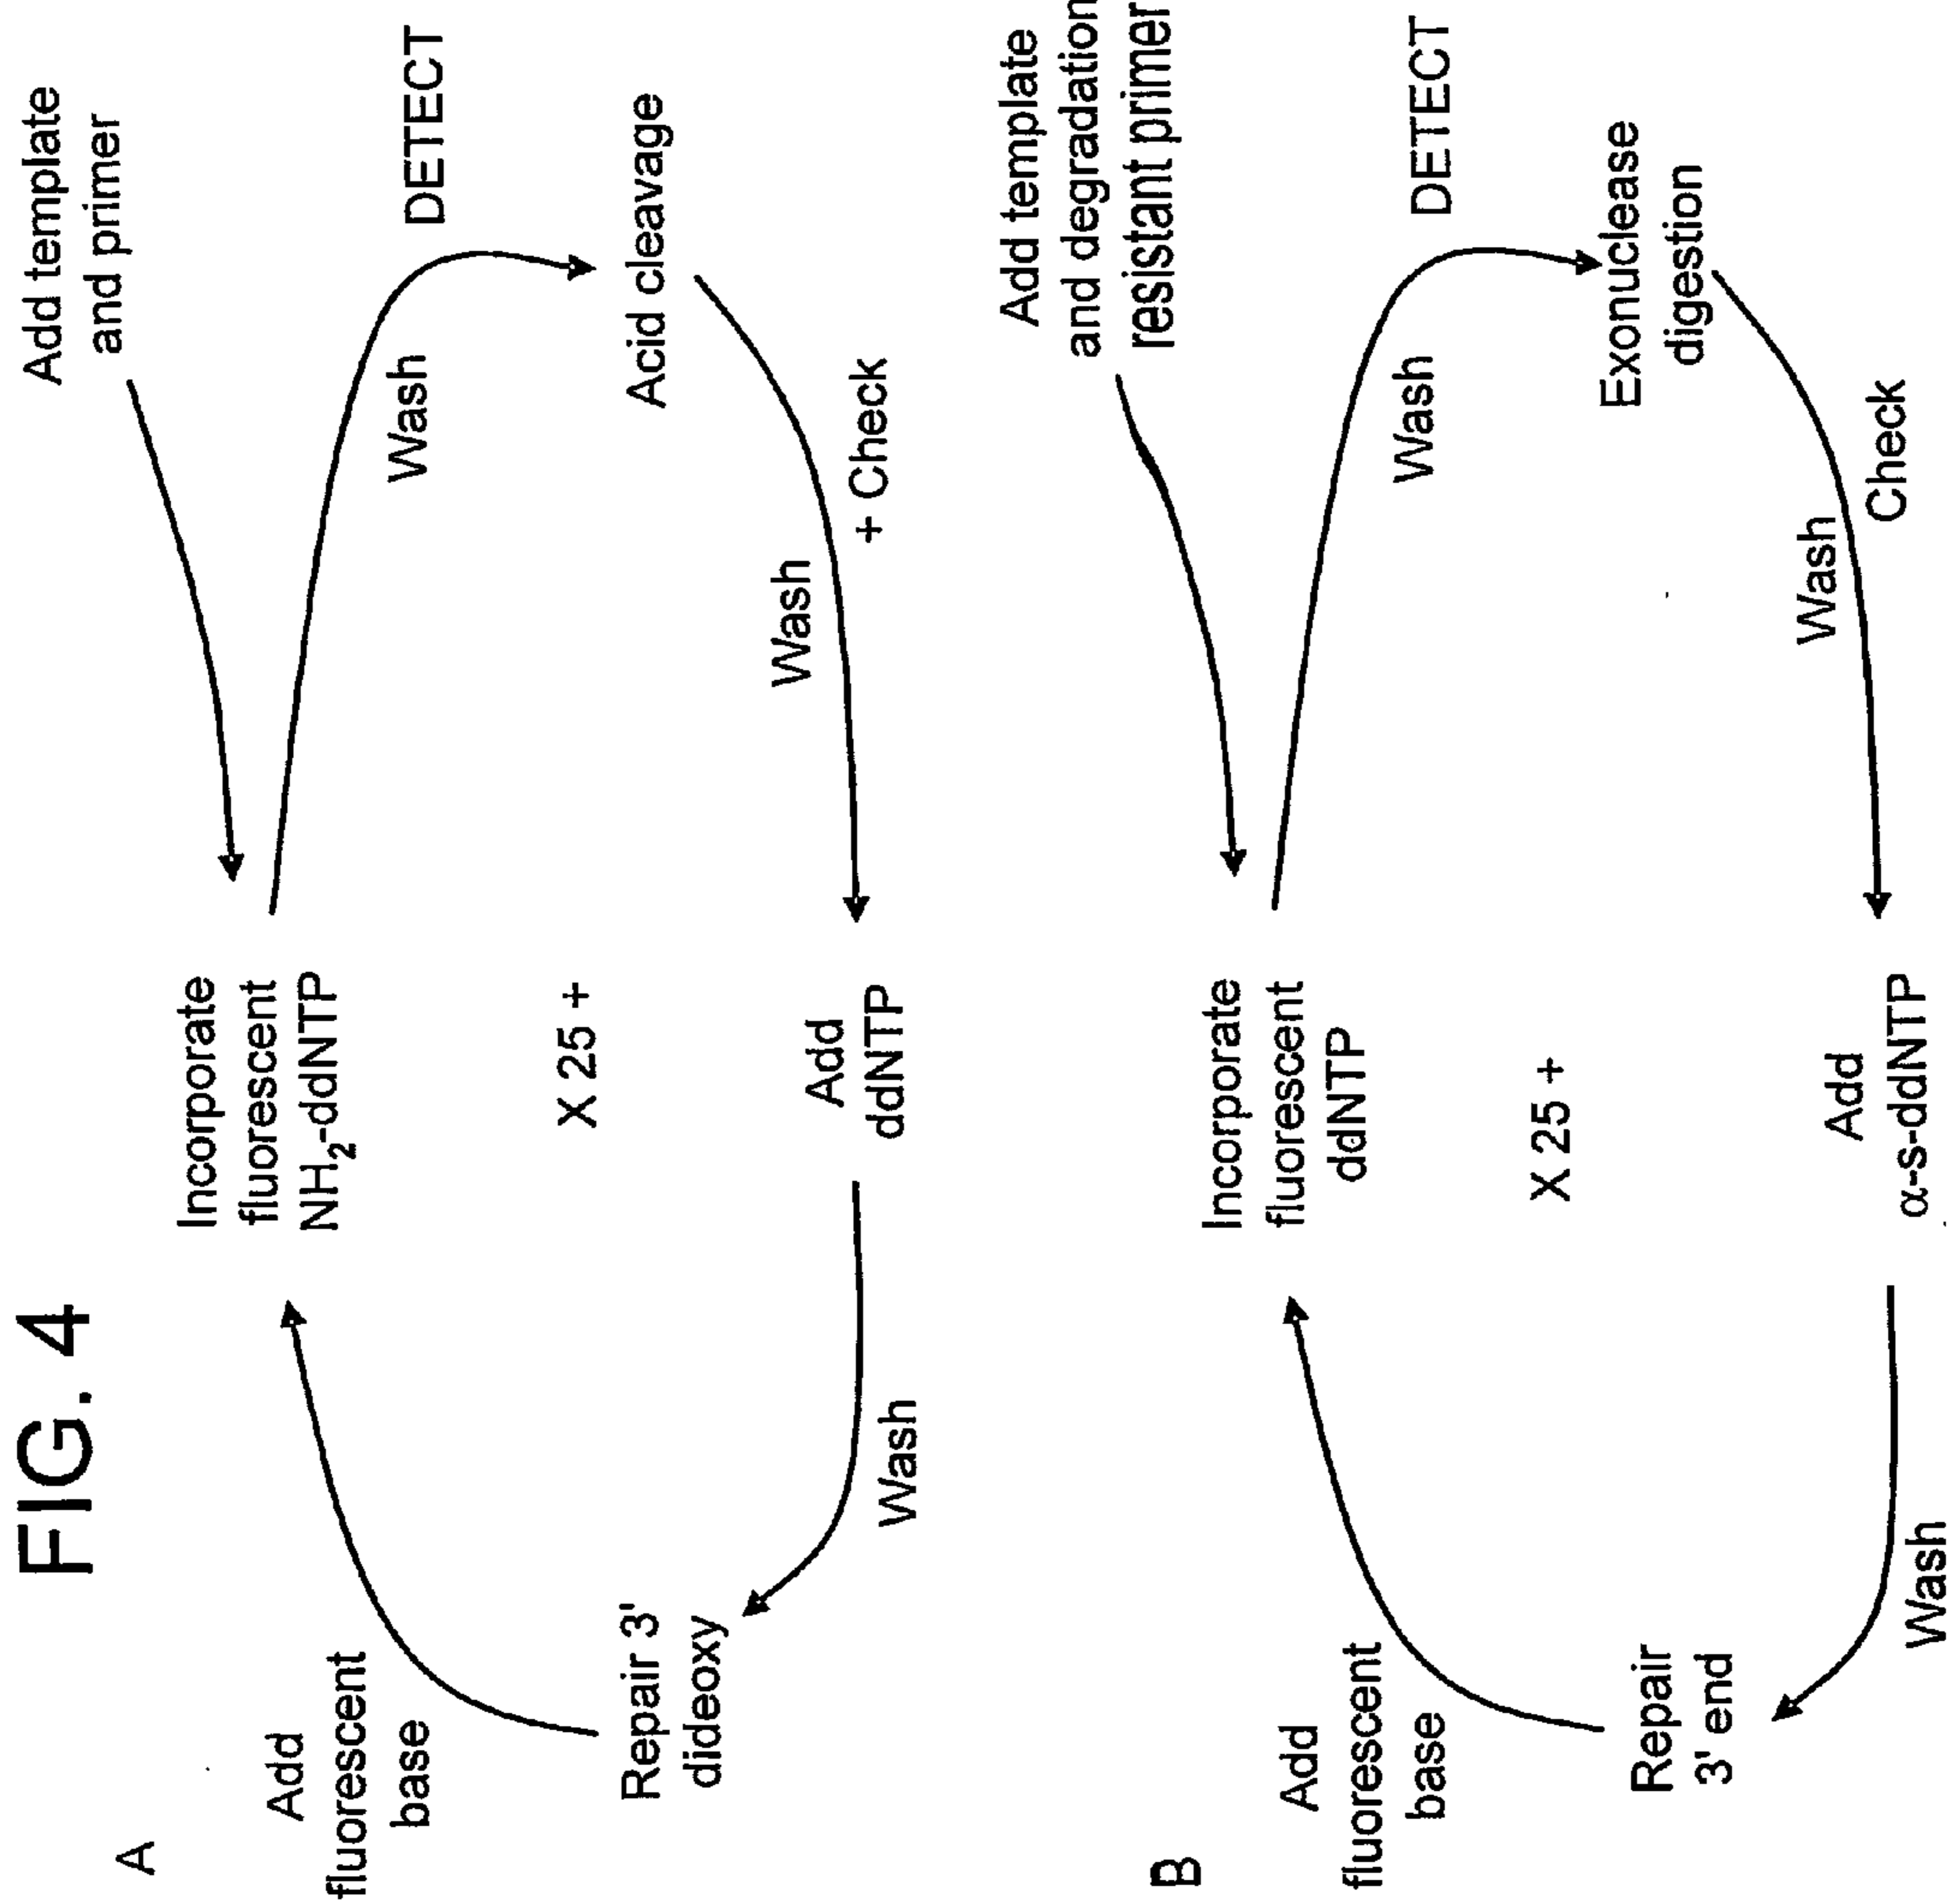 FIG. 4
A
Add template
and primer
Incorporate
fluorescent
NH₂-ddNTP
Wash
DETECT
Acid cleavage
Wash
+ Check
Add
ddNTP
Wash
Repair 3'
dideoxy
Add
fluorescent
base
X 25 +
B
Add template
and degradation
resistant primer
Incorporate
fluorescent
ddNTP
Wash
DETECT
Exonuclease
digestion
Wash
Check
Add
α-s-ddNTP
Wash
Repair
3' end
Add
fluorescent
base
X 25 +